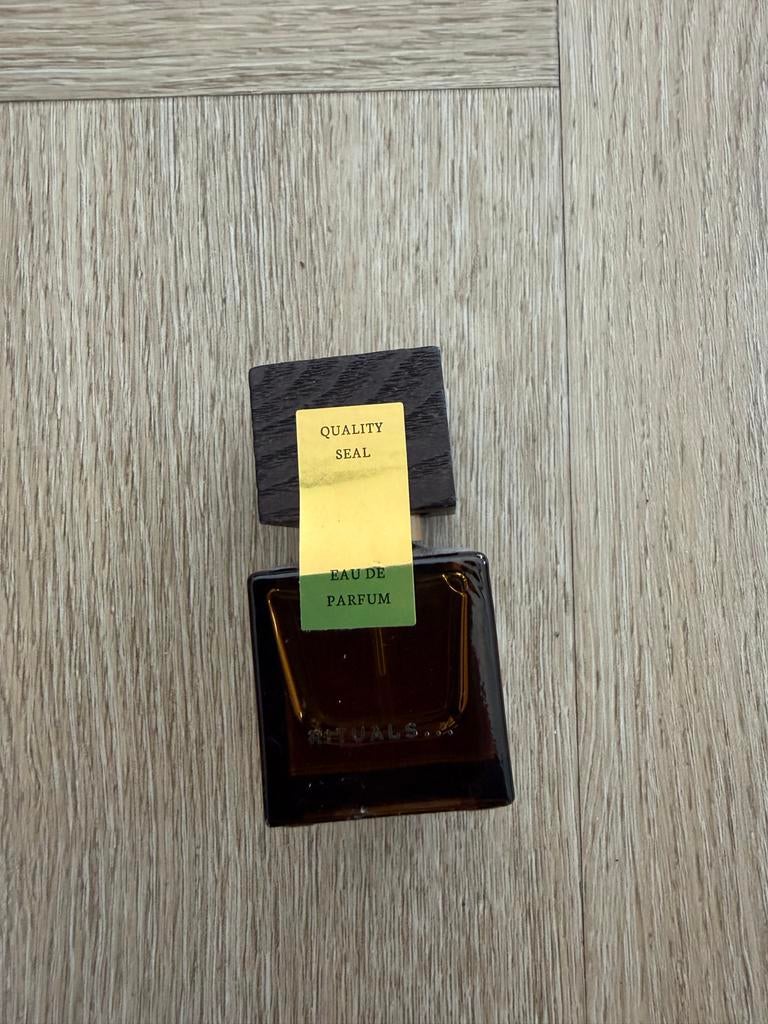 QUALITY
SEAL
EAU DE
PARFUM
RITUALS...